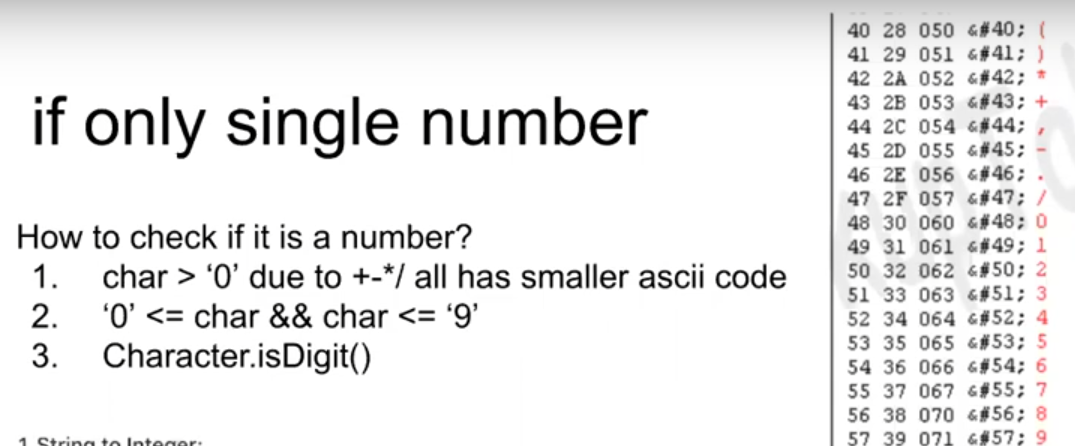 if only single number
How to check if it is a number?
1. char > ‘0’ due to +-*/ all has smaller ascii code
2. ‘0’ <= char && char <= ‘9’
3. Character.isDigit()
1 String to Integer:
40 28 050 &#40; (
41 29 051 &#41; )
42 2A 052 &#42; *
43 2B 053 &#43; +
44 2C 054 &#44; ,
45 2D 055 &#45; -
46 2E 056 &#46; .
47 2F 057 &#47; /
48 30 060 &#48; 0
49 31 061 &#49; 1
50 32 062 &#50; 2
51 33 063 &#51; 3
52 34 064 &#52; 4
53 35 065 &#53; 5
54 36 066 &#54; 6
55 37 067 &#55; 7
56 38 070 &#56; 8
57 39 071 &#57; 9